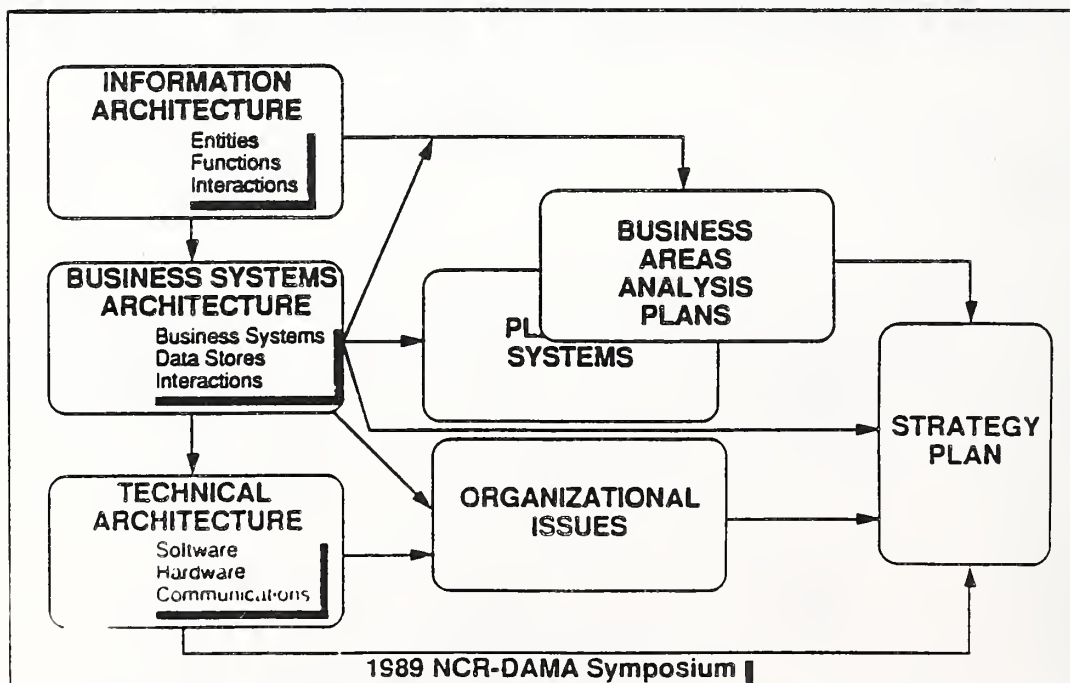 INFORMATION
ARCHITECTURE
Entities
Functions
Interactions
BUSINESS SYSTEMS
ARCHITECTURE
Business Systems
Data Stores
Interactions
TECHNICAL
ARCHITECTURE
Software
Hardware
Communications
BUSINESS
AREAS
ANALYSIS
PLANS
SYSTEMS
ORGANIZATIONAL
ISSUES
STRATEGY
PLAN
1989 NCR-DAMA Symposium